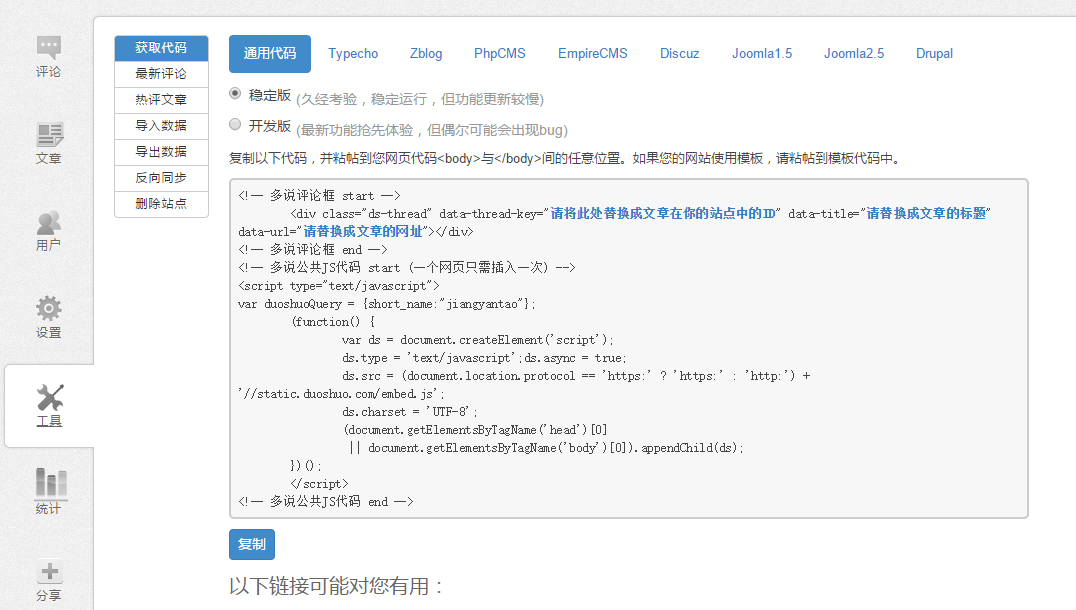 评论
文章
用户
设置
工具
统计
分享
获取代码
最新评论
热评文章
导入数据
导出数据
反向同步
删除站点
通用代码 Typecho Zblog PhpCMS EmpireCMS Discuz Joomla1.5 Joomla2.5 Drupal
稳定版 (久经考验，稳定运行，但功能更新较慢)
开发版 (最新功能抢先体验，但偶尔可能会出现bug)
复制以下代码，并粘帖到您网页代码<body>与</body>间的任意位置。如果您的网站使用模板，请粘帖到模板代码中。
<!-- 多说评论框 start -->
<div class="ds-thread" data-thread-key="请将此处替换成文章在你的站点中的ID" data-title="请替换成文章的标题"
data-url="请替换成文章的网址"></div>
<!-- 多说评论框 end -->
<!-- 多说公共JS代码 start (一个网页只需插入一次) -->
<script type="text/javascript">
var duoshuoQuery = {short_name:"jiangyantao"};
(function() {
var ds = document.createElement('script');
ds.type = 'text/javascript';ds.async = true;
ds.src = (document.location.protocol == 'https:' ? 'https:' : 'http:') +
'//static.duoshuo.com/embed.js';
ds.charset = 'UTF-8';
(document.getElementsByTagName('head')[0]
|| document.getElementsByTagName('body')[0]).appendChild(ds);
})();
</script>
<!-- 多说公共JS代码 end -->
复制
以下链接可能对您有用：